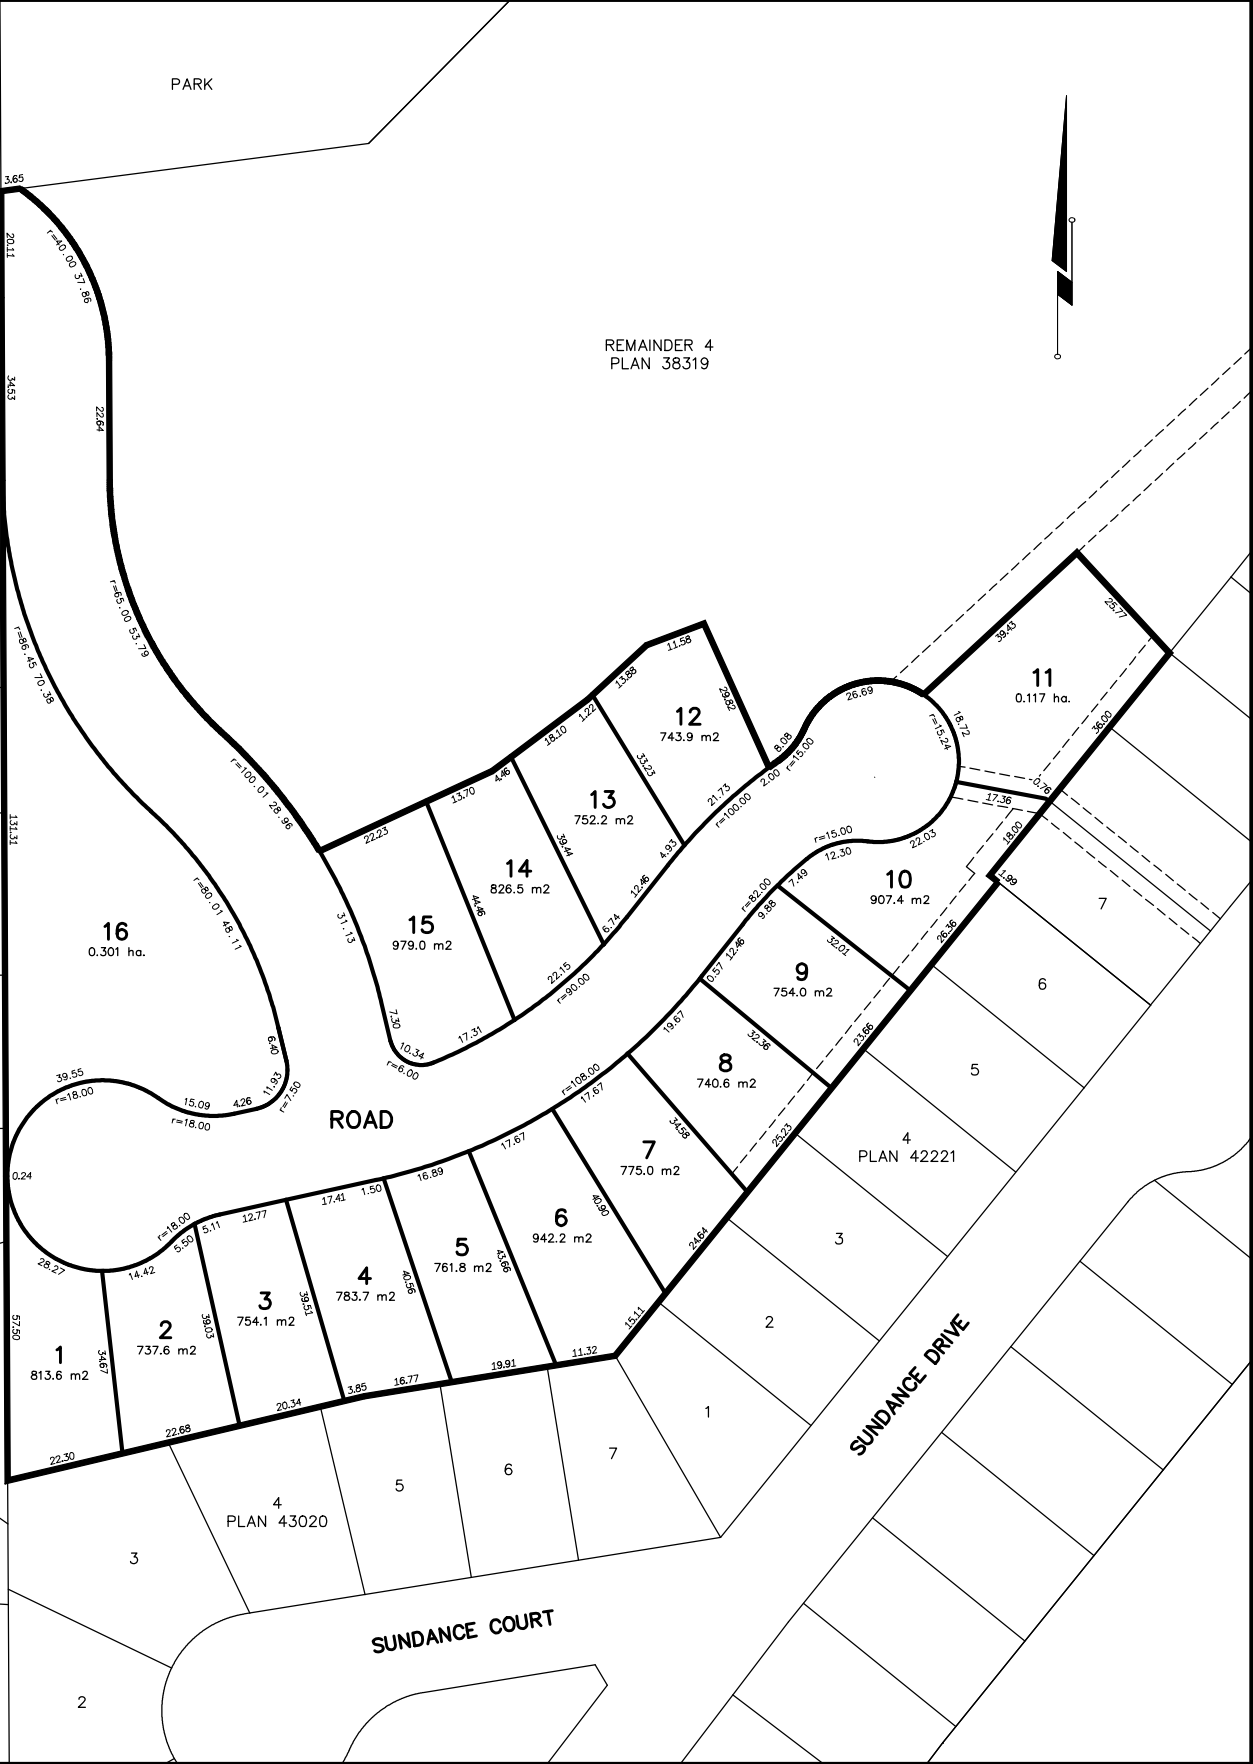 PARK
3.65
20.11
r=40.00 37.86
34.53
22.64
REMAINDER 4
PLAN 38319
r=65.00 53.79
r=86.45 70.38
r=100.01 28.96
131.31
r=80.01 48.11
16
0.301 ha.
11.58
13.88
29.82
1.22
18.10
12
743.9 m2
33.23
4.46
13.70
22.23
13
752.2 m2
39.44
14
826.5 m2
44.46
15
979.0 m2
31.13
7.30
10.34
r=6.00
17.31
22.15
r=90.00
6.74
12.46
4.93
21.73
r=100.00
2.00
8.08
r=15.00
26.69
18.72
r=15.24
39.43
25.77
11
0.117 ha.
36.00
0.76
17.36
18.00
1.99
22.03
r=15.00
12.30
7.49
10
907.4 m2
r=82.00
9.88
12.46
0.57
32.01
26.36
9
754.0 m2
19.67
32.36
23.66
8
740.6 m2
r=108.00
17.67
34.58
25.23
7
775.0 m2
17.67
40.90
24.64
6
942.2 m2
16.89
43.66
15.11
11.32
5
761.8 m2
1.50
17.41
40.56
19.91
4
783.7 m2
12.77
39.51
16.77
3.85
3
754.1 m2
5.11
5.50
r=18.00
39.03
20.34
2
737.6 m2
14.42
34.67
22.68
1
813.6 m2
28.27
57.50
22.30
0.24
39.55
r=18.00
15.09
r=18.00
4.26
11.93
r=7.50
6.40
ROAD
7
6
5
4
PLAN 42221
3
2
1
7
6
5
4
PLAN 43020
3
2
SUNDANCE DRIVE
SUNDANCE COURT